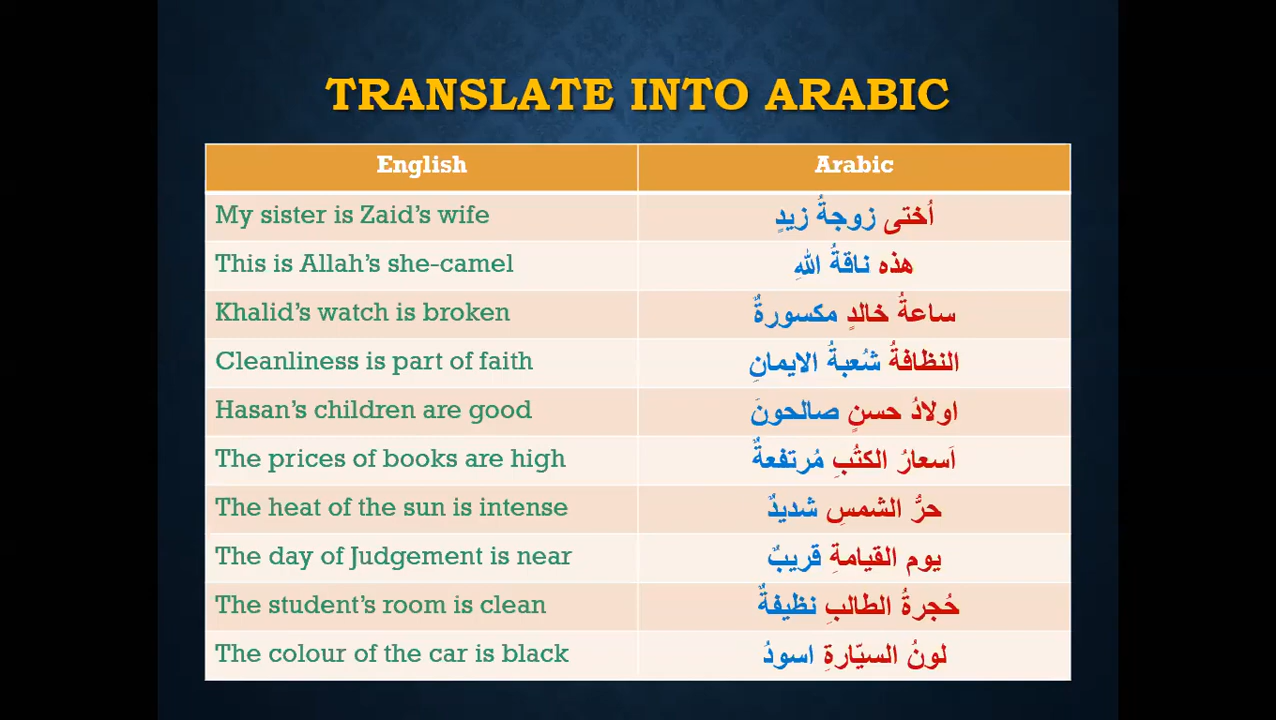 TRANSLATE INTO ARABIC
English Arabic
My sister is Zaid's wife اُختى زوجةُ زيدٍ
This is Allah's she-camel هذه ناقةُ اللهِ
Khalid's watch is broken ساعةُ خالدٍ مكسورةٌ
Cleanliness is part of faith النظافةُ شُعبةُ الايمانِ
Hasan's children are good اولادُ حسنٍ صالحونَ
The prices of books are high اَسعارُ الكتُبِ مُرتفعةٌ
The heat of the sun is intense حرُّ الشمسِ شديدٌ
The day of Judgement is near يوم القيامةِ قريبٌ
The student's room is clean حُجرةُ الطالبِ نظيفةٌ
The colour of the car is black لونُ السيّارةِ اسودُ